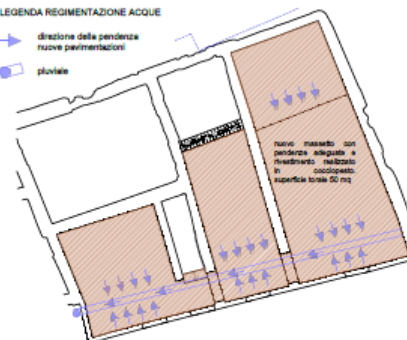 LEGENDA REGIMENTAZIONE ACQUE
direzione della pendenza
nuove pavimentazioni
pluviale
nuovo massetto con
pendenze adeguate e
rivestimento realizzato
in cocciopesto.
superficie totale 50 mq